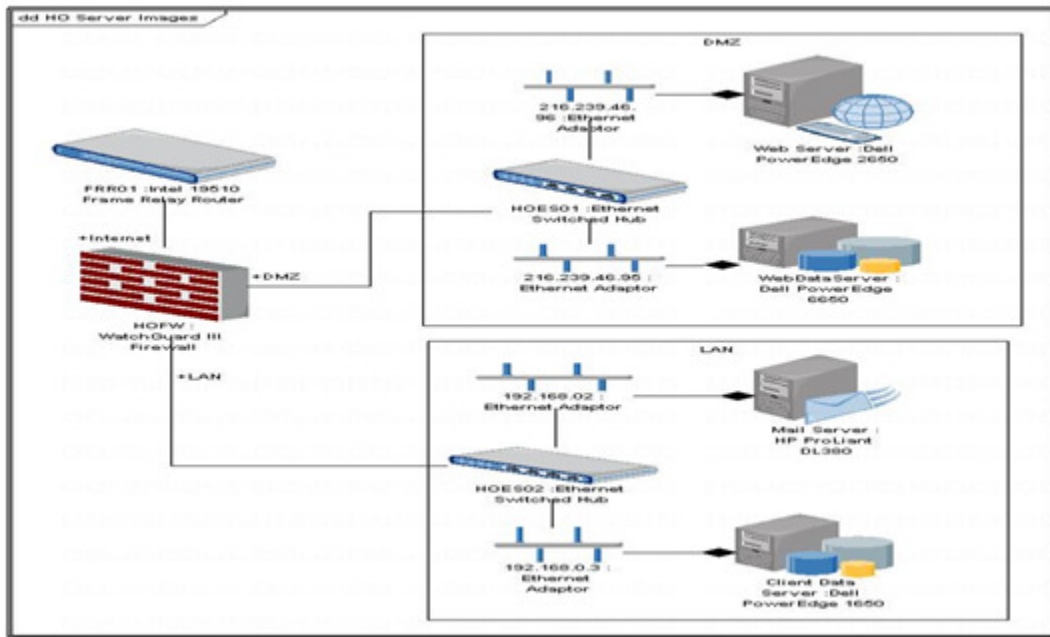 dd HO Server Images
DMZ
216.239.46.
96 :Ethernet
Adaptor
Web Server :Dell
PowerEdge 2650
FRR01 :Intel 19510
Frame Relay Router
HOES01 :Ethernet
Switched Hub
+Internet
+DMZ
216.239.46.95 :
Ethernet Adaptor
WebDataServer :
Dell PowerEdge
6650
HOFW :
WatchGuard III
Firewall
+LAN
LAN
192.168.02 :
Ethernet Adaptor
Mail Server :
HP ProLiant
DL380
HOES02 :Ethernet
Switched Hub
192.168.0.3 :
Ethernet
Adaptor
Client Data
Server :Dell
PowerEdge 1650